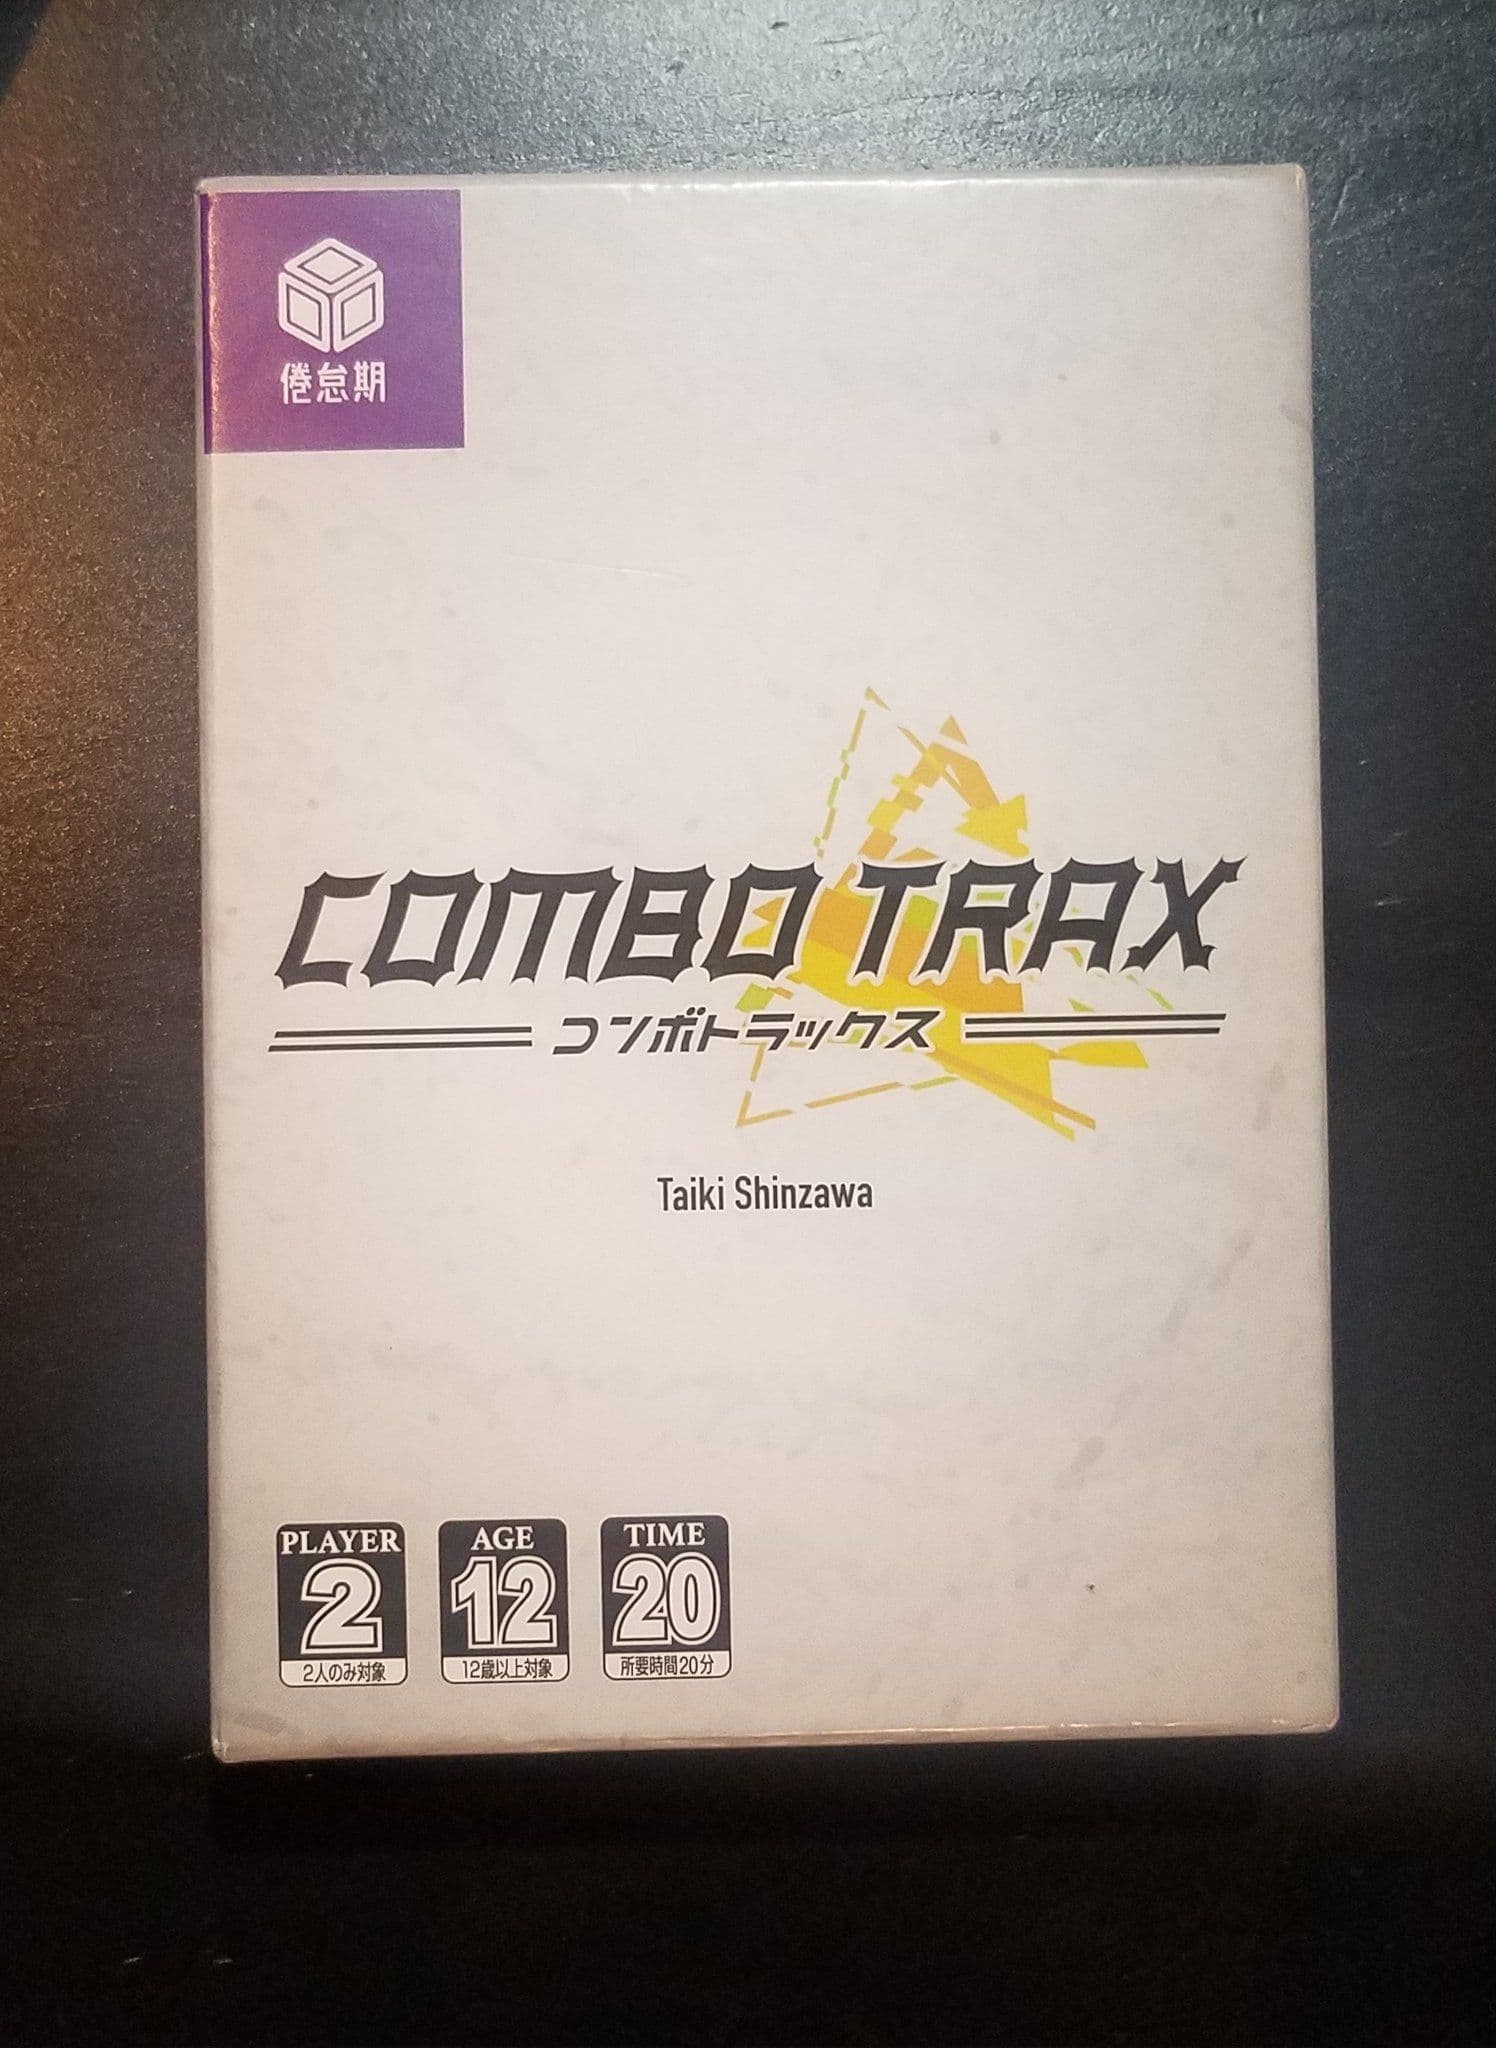 倦怠期
COMBO TRAX
コンボトラックス
Taiki Shinzawa
PLAYER
2
2人のみ対象
AGE
12
12歳以上対象
TIME
20
所要時間20分